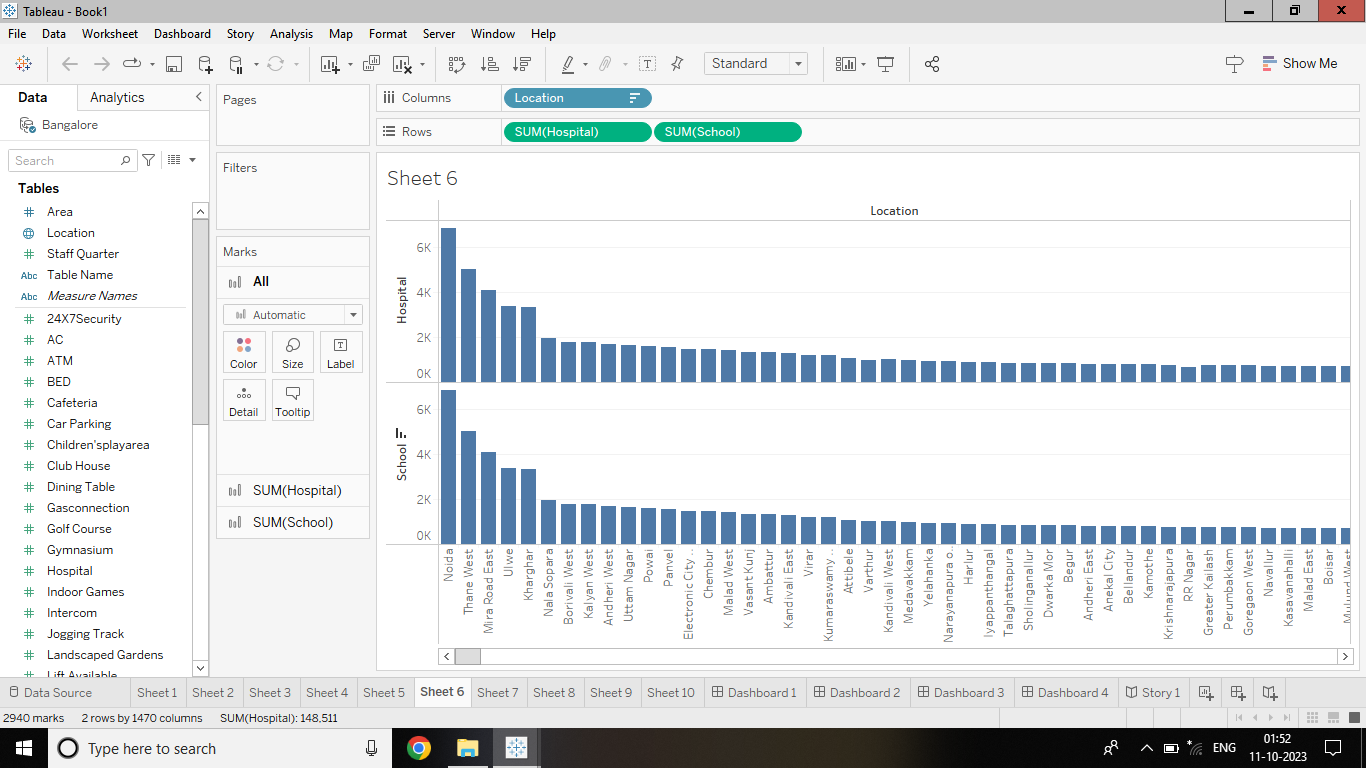 Tableau - Book1
File Data Worksheet Dashboard Story Analysis Map Format Server Window Help
Standard
Show Me
Data Analytics
Bangalore
Search
Tables
Area
Location
Staff Quarter
Abc Table Name
Abc Measure Names
24X7Security
AC
ATM
BED
Cafeteria
Car Parking
Children'splayarea
Club House
Dining Table
Gasconnection
Golf Course
Gymnasium
Hospital
Indoor Games
Intercom
Jogging Track
Landscaped Gardens
Lift Available
Pages
Filters
Marks
All
Automatic
Color Size Label
Detail Tooltip
SUM(Hospital)
SUM(School)
Columns Location
Rows SUM(Hospital) SUM(School)
Sheet 6
Location
Hospital
6K
4K
2K
0K
School
6K
4K
2K
0K
Noida
Thane West
Mira Road East
Ulwe
Kharghar
Nala Sopara
Borivali West
Kalyan West
Andheri West
Uttam Nagar
Powai
Panvel
Electronic City ..
Chembur
Malad West
Vasant Kunj
Ambattur
Kandivali East
Virar
Kumaraswamy ..
Attibele
Varthur
Kandivali West
Medavakkam
Yelahanka
Narayanapura o..
Harlur
Iyappanthangal
Talaghattapura
Sholinganallur
Dwarka Mor
Begur
Andheri East
Anekal City
Bellandur
Kamothe
Krishnarajapura
RR Nagar
Greater Kailash
Perumbakkam
Goregaon West
Navallur
Kasavanahalli
Malad East
Boisar
Mulund West
Data Source Sheet 1 Sheet 2 Sheet 3 Sheet 4 Sheet 5 Sheet 6 Sheet 7 Sheet 8 Sheet 9 Sheet 10 Dashboard 1 Dashboard 2 Dashboard 3 Dashboard 4 Story 1
2940 marks 2 rows by 1470 columns SUM(Hospital): 148,511
Type here to search
ENG
01:52
11-10-2023